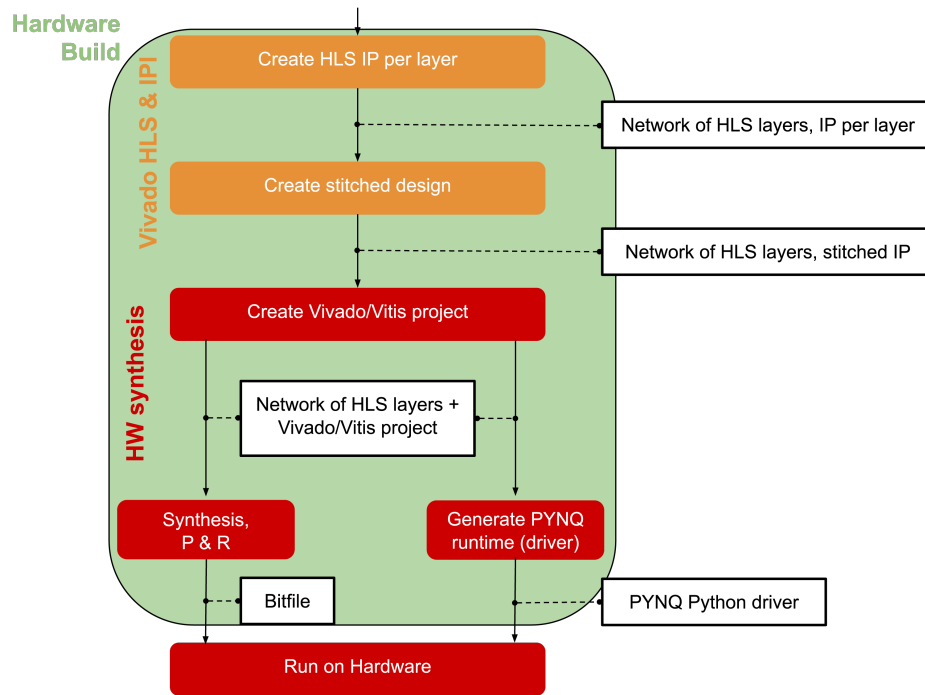 Hardware
Build
Vivado HLS & IPI
Create HLS IP per layer
Network of HLS layers, IP per layer
Create stitched design
Network of HLS layers, stitched IP
HW synthesis
Create Vivado/Vitis project
Network of HLS layers +
Vivado/Vitis project
Synthesis,
P & R
Generate PYNQ
runtime (driver)
Bitfile
PYNQ Python driver
Run on Hardware